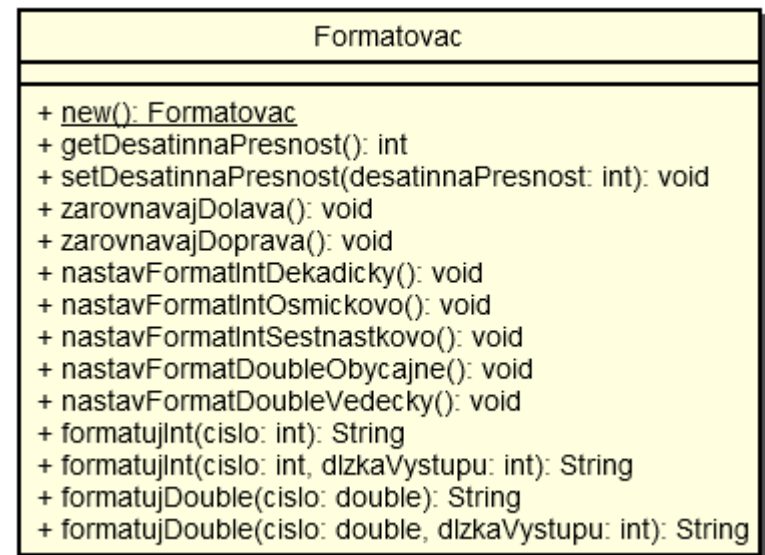 Formatovac
+ new(): Formatovac
+ getDesatinnaPresnost(): int
+ setDesatinnaPresnost(desatinnaPresnost: int): void
+ zarovnavajDolava(): void
+ zarovnavajDoprava(): void
+ nastavFormatIntDekadicky(): void
+ nastavFormatIntOsmickovo(): void
+ nastavFormatIntSestnastkovo(): void
+ nastavFormatDoubleObycajne(): void
+ nastavFormatDoubleVedecky(): void
+ formatujInt(cislo: int): String
+ formatujInt(cislo: int, dlzkaVystupu: int): String
+ formatujDouble(cislo: double): String
+ formatujDouble(cislo: double, dlzkaVystupu: int): String